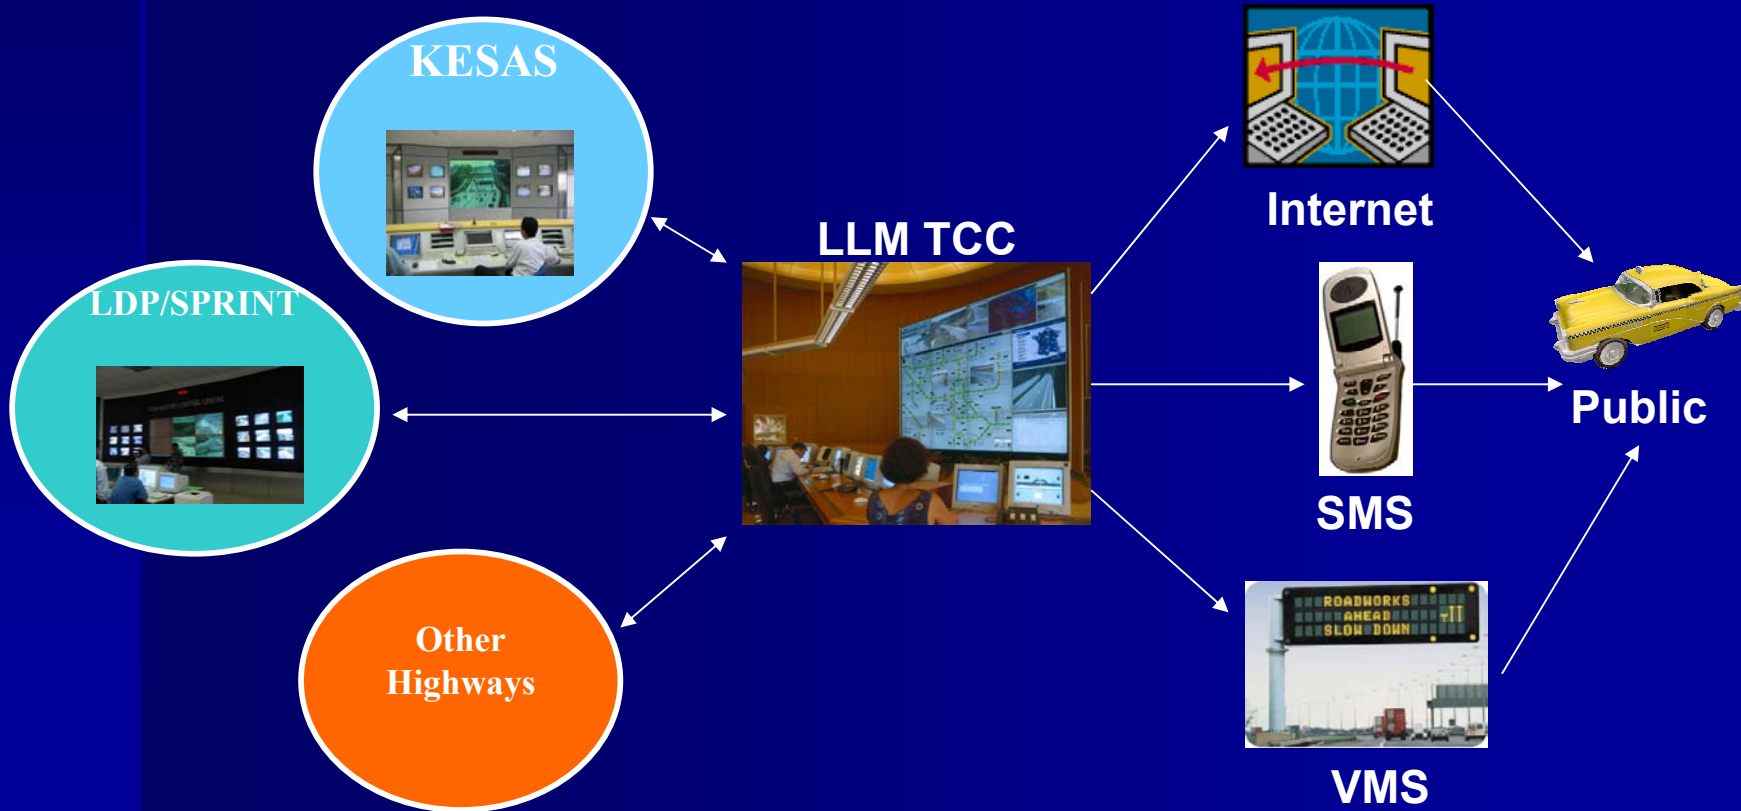 KESAS
LDP/SPRINT
Other
Highways
LLM TCC
Internet
SMS
ROADWORKS
AHEAD
SLOW DOWN
VMS
Public